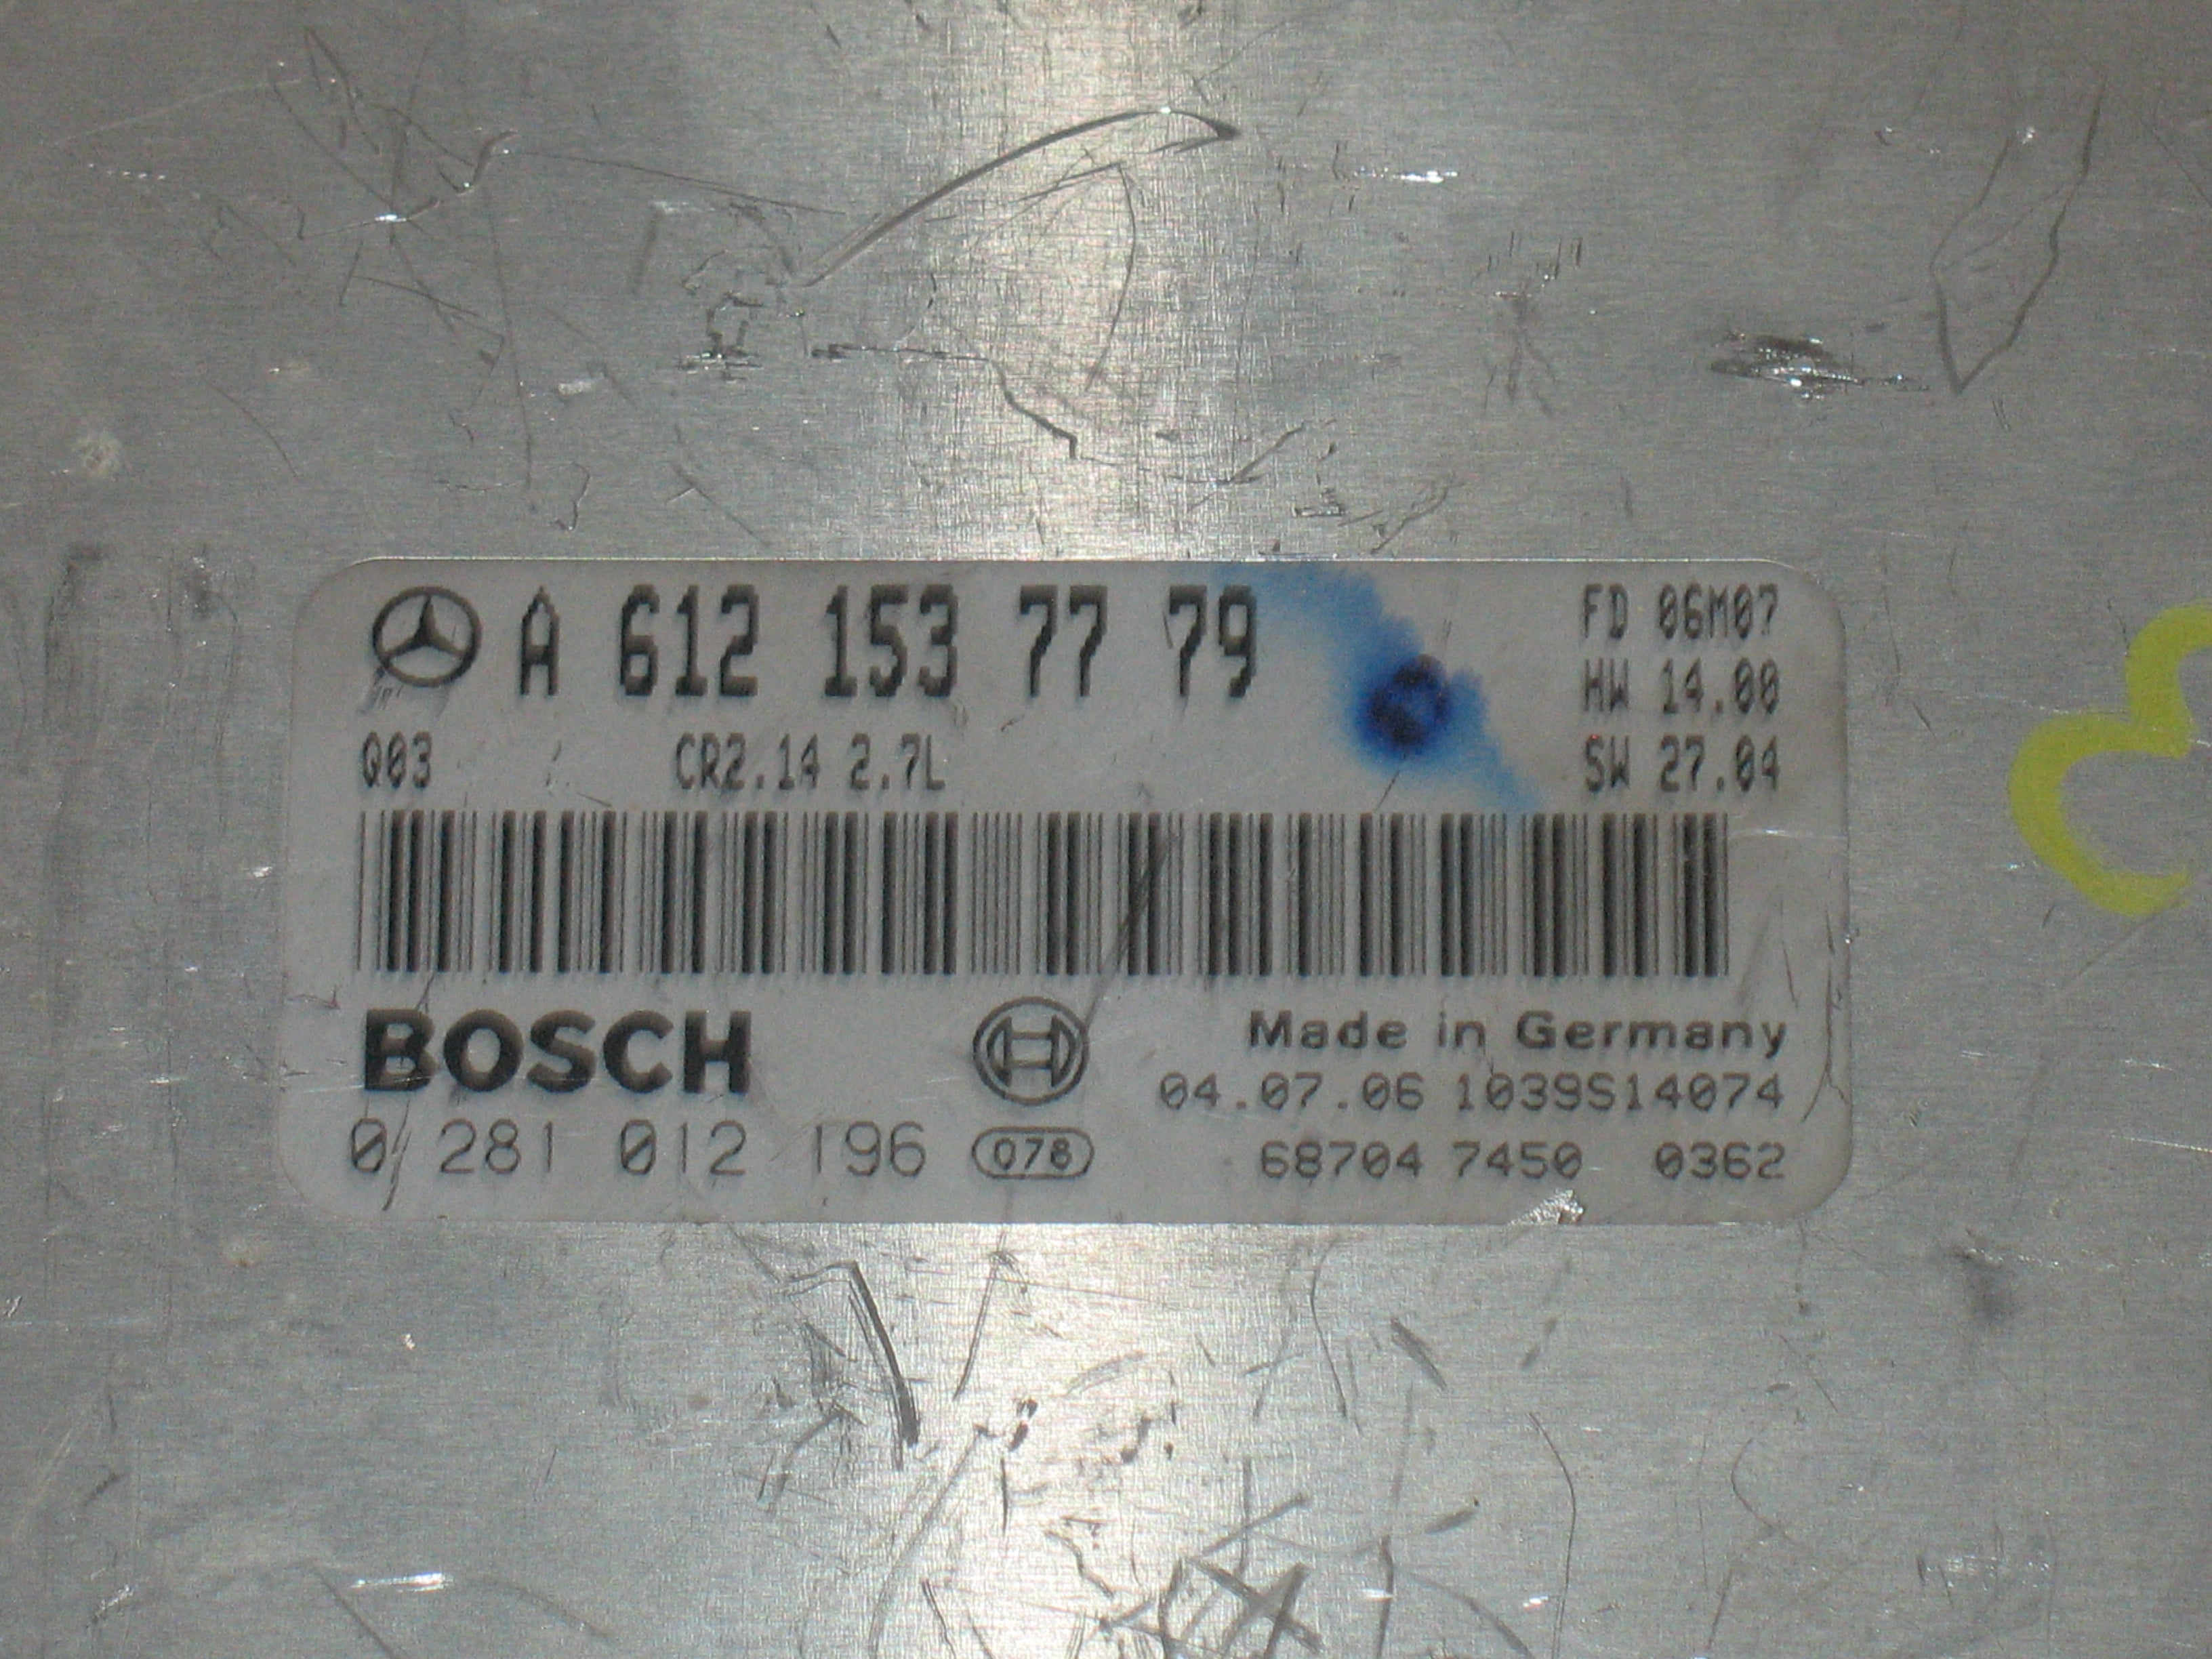 A 612 153 77 79
FD 06M07
HW 14.00
Q03 CR2.14 2.7L
SW 27.04
BOSCH
Made in Germany
04.07.06 1039S14074
0 281 012 196 078
68704 7450 0362
3